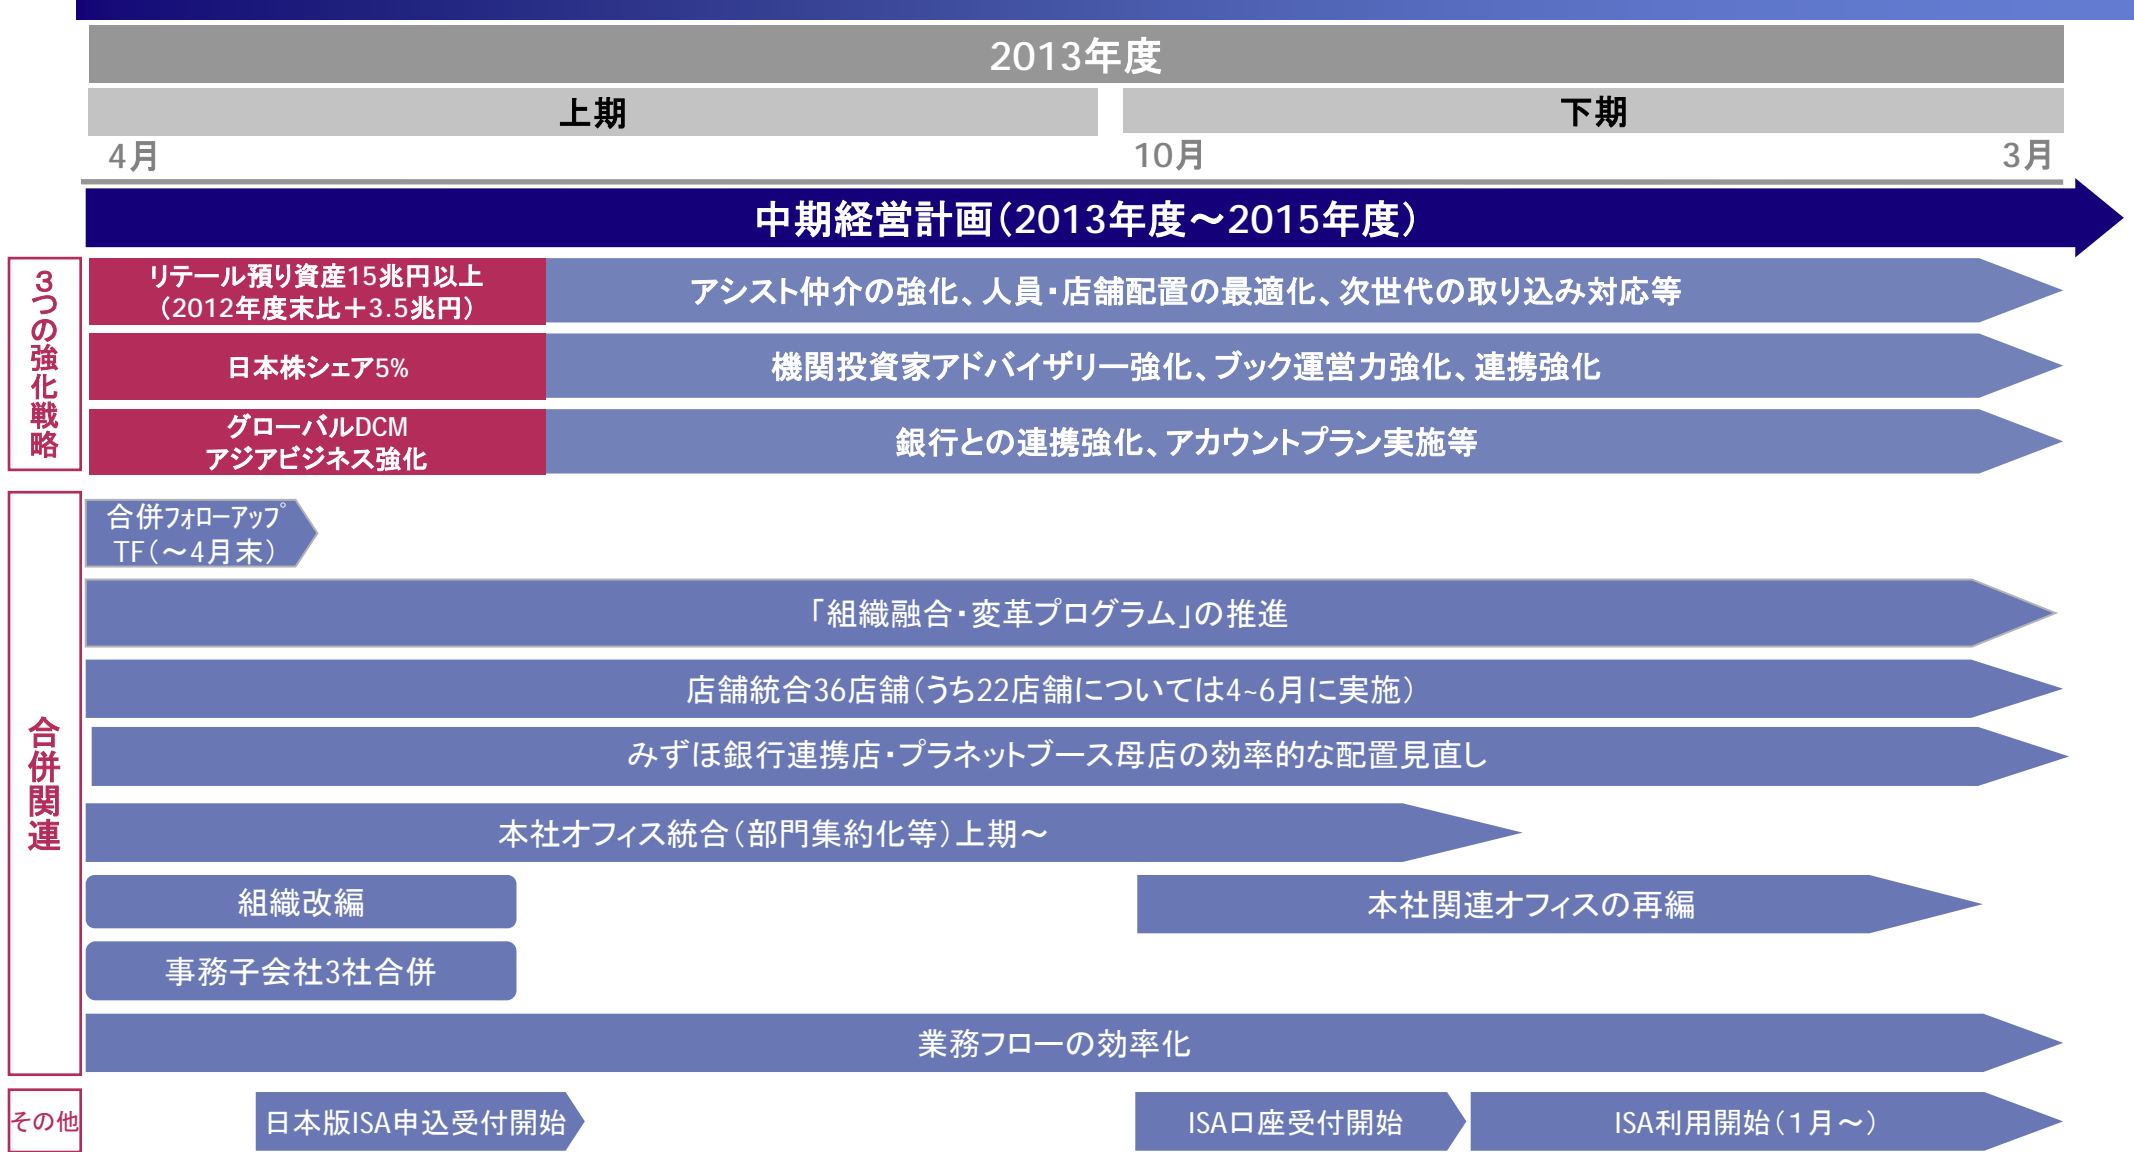 2013年度
上期
下期
4月
10月
3月
中期経営計画（2013年度～2015年度）
3つの強化戦略
リテール預り資産15兆円以上
（2012年度末比＋3.5兆円）
アシスト仲介の強化、人員・店舗配置の最適化、次世代の取り込み対応等
日本株シェア5%
機関投資家アドバイザリー強化、ブック運営力強化、連携強化
グローバルDCM
アジアビジネス強化
銀行との連携強化、アカウントプラン実施等
合併関連
合併フォローアップ
TF（～4月末）
「組織融合・変革プログラム」の推進
店舗統合36店舗（うち22店舗については4~6月に実施）
みずほ銀行連携店・プラネットブース母店の効率的な配置見直し
本社オフィス統合（部門集約化等）上期～
組織改編
本社関連オフィスの再編
事務子会社3社合併
業務フローの効率化
その他
日本版ISA申込受付開始
ISA口座受付開始
ISA利用開始（1月～）